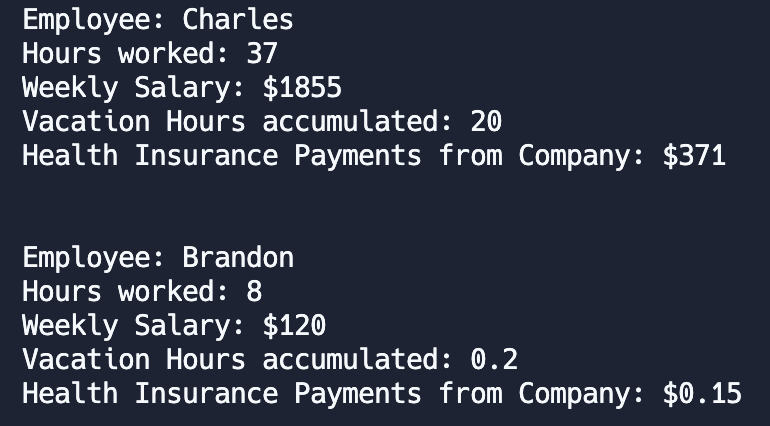 Employee: Charles
Hours worked: 37
Weekly Salary: $1855
Vacation Hours accumulated: 20
Health Insurance Payments from Company: $371
Employee: Brandon
Hours worked: 8
Weekly Salary: $120
Vacation Hours accumulated: 0.2
Health Insurance Payments from Company: $0.15